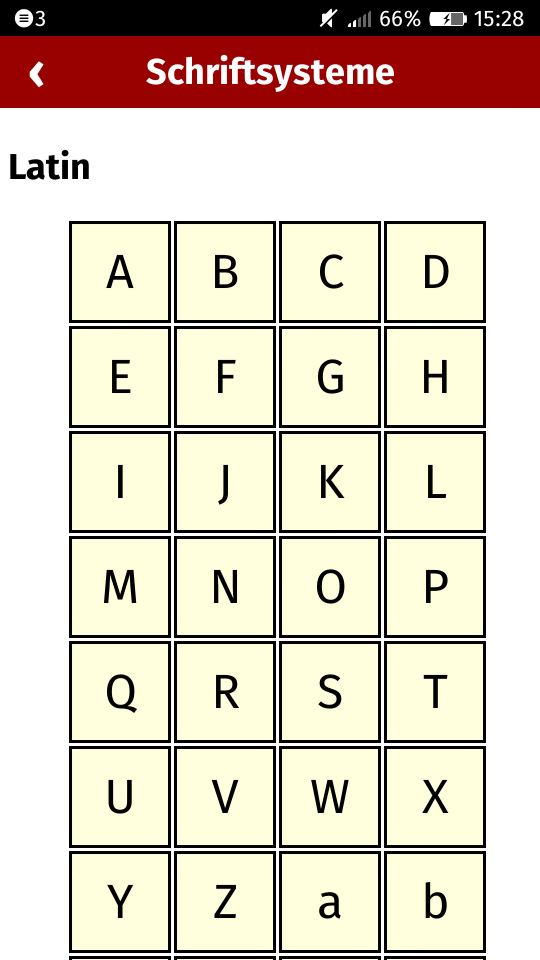 3 66% 15:28
Schriftsysteme
Latin
A B C D
E F G H
I J K L
M N O P
Q R S T
U V W X
Y Z a b